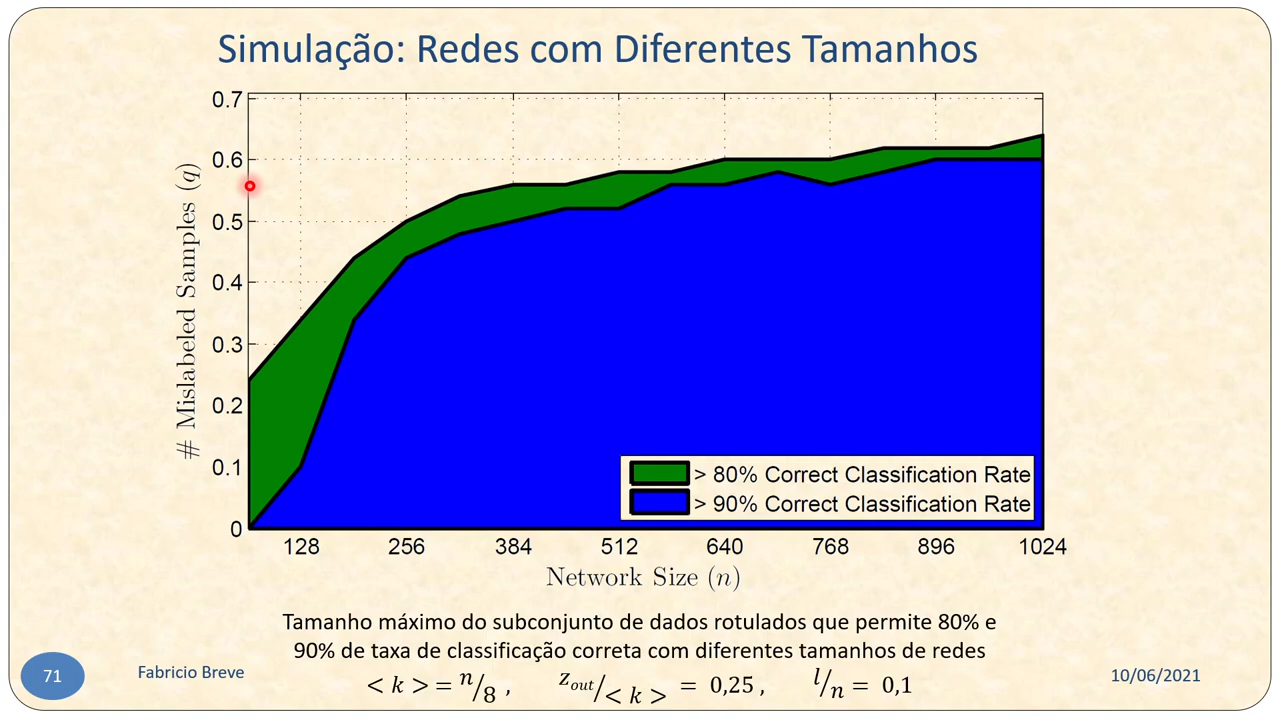 Simulação: Redes com Diferentes Tamanhos
0.7
0.6
0.5
0.4
0.3
0.2
0.1
0
# Mislabeled Samples (q)
> 80% Correct Classification Rate
> 90% Correct Classification Rate
128 256 384 512 640 768 896 1024
Network Size (n)
Tamanho máximo do subconjunto de dados rotulados que permite 80% e
90% de taxa de classificação correta com diferentes tamanhos de redes
< k > = n/8 , z_out/< k > = 0,25 , l/n = 0,1
71
Fabricio Breve
10/06/2021